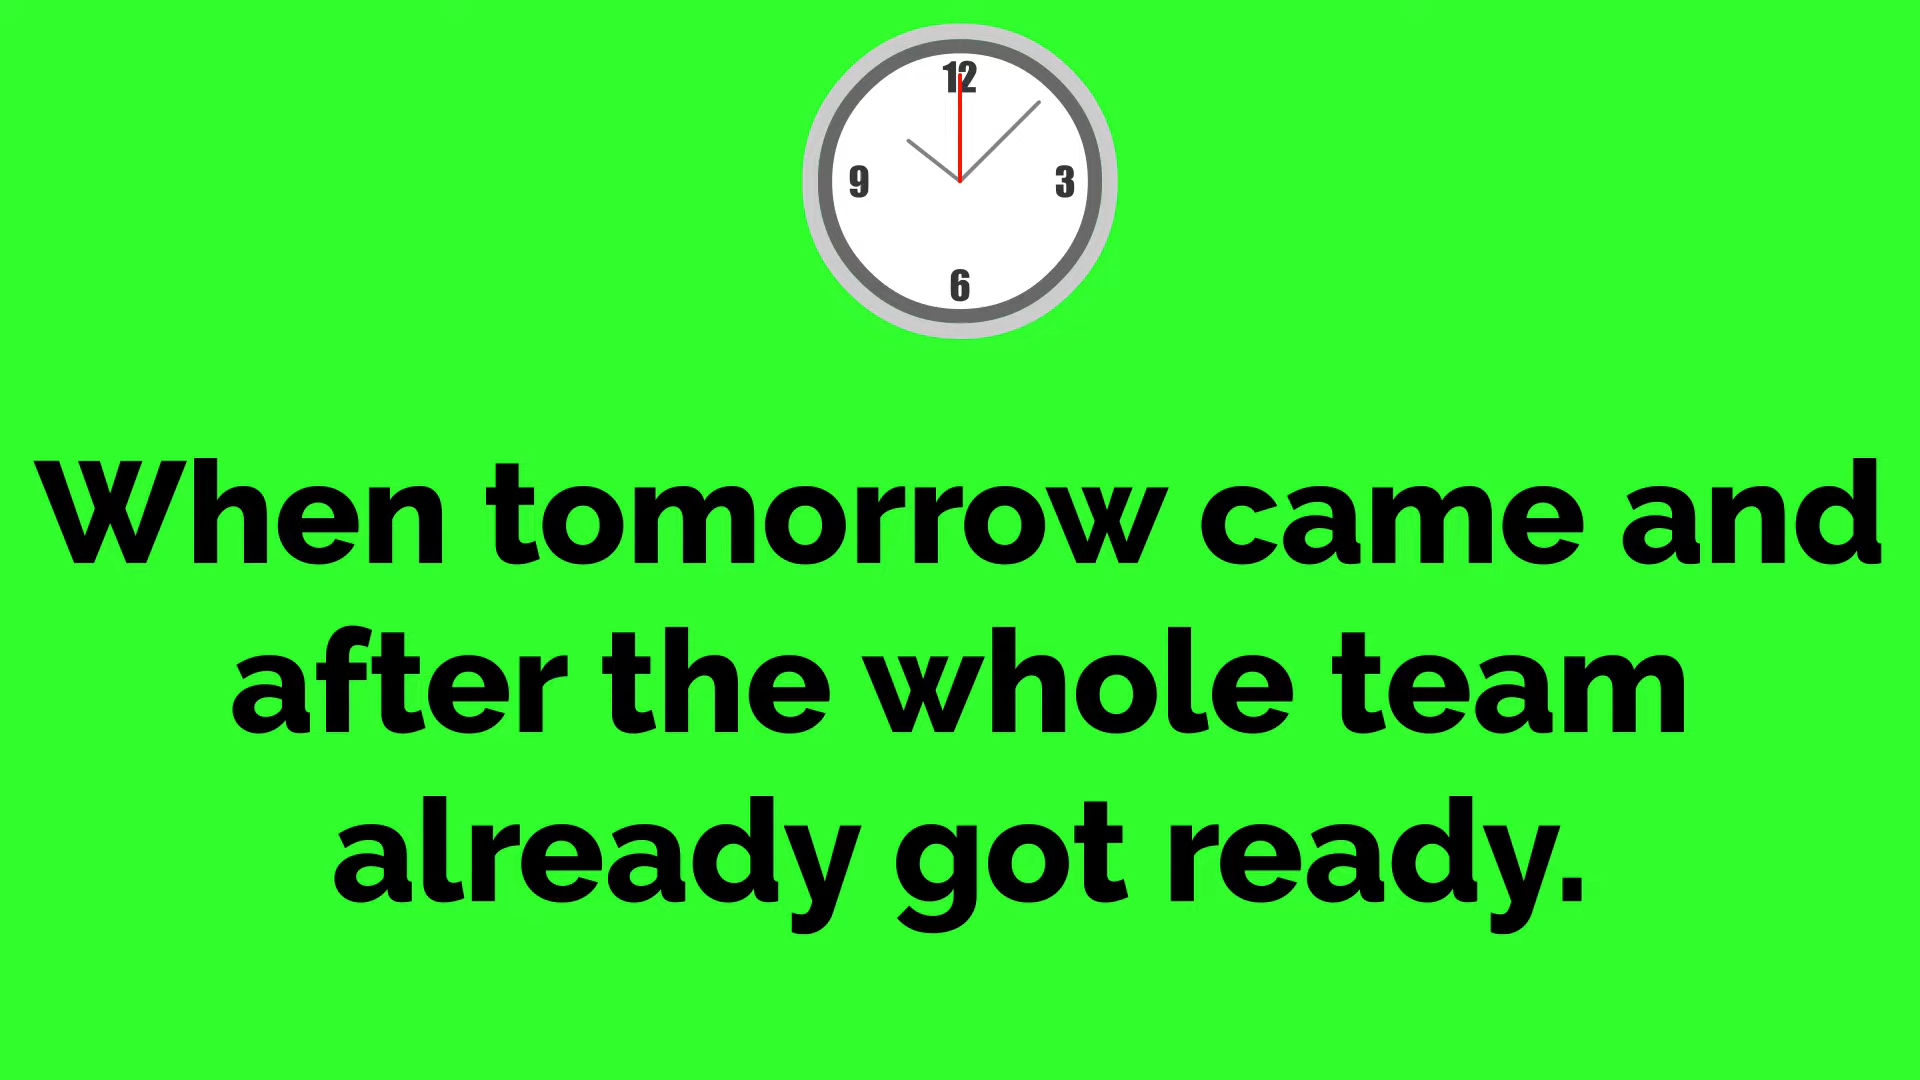 12
9 3
6
When tomorrow came and
after the whole team
already got ready.